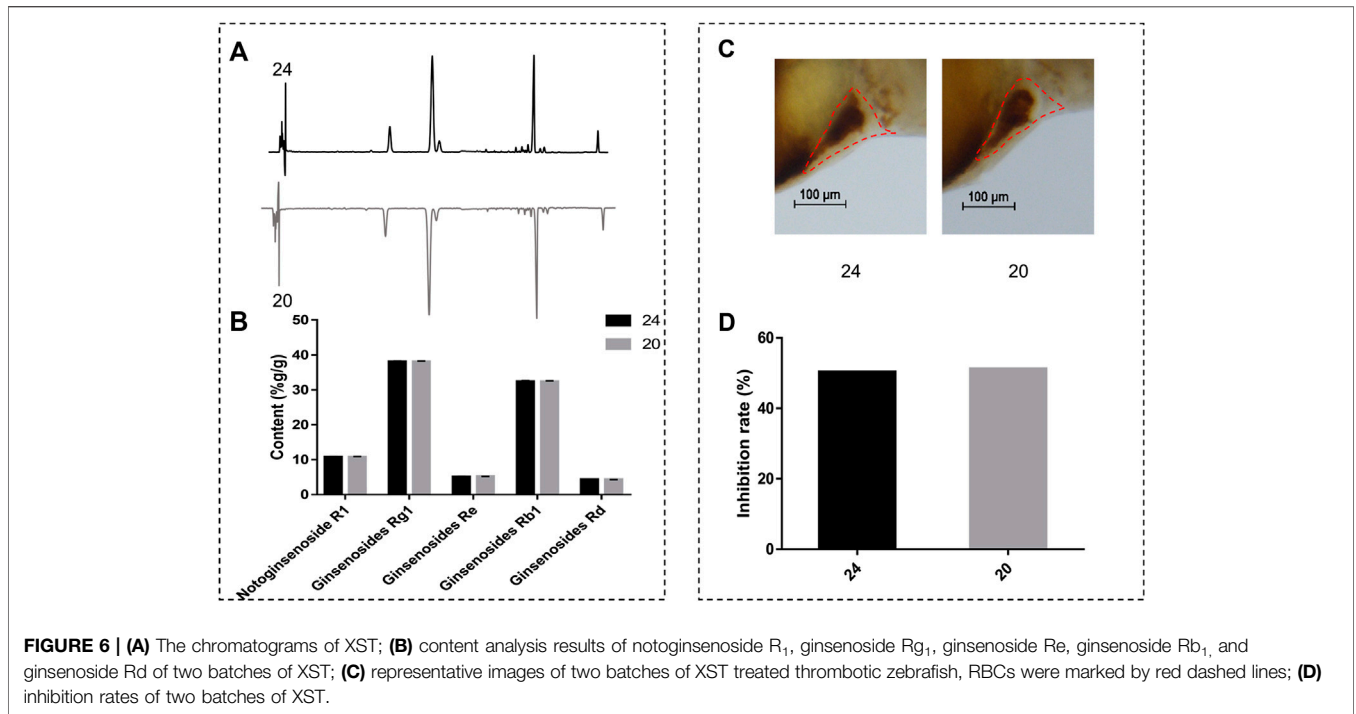 A
24
20
B
Content (%g/g)
50
40
30
20
10
0
24
20
Notoginsenoside R1
Ginsenosides Rg1
Ginsenosides Re
Ginsenosides Rb1
Ginsenosides Rd
C
100 μm
100 μm
24
20
D
Inhibition rate (%)
60
40
20
0
24
20
FIGURE 6 | (A) The chromatograms of XST; (B) content analysis results of notoginsenoside R₁, ginsenoside Rg₁, ginsenoside Re, ginsenoside Rb₁, and
ginsenoside Rd of two batches of XST; (C) representative images of two batches of XST treated thrombotic zebrafish, RBCs were marked by red dashed lines; (D)
inhibition rates of two batches of XST.